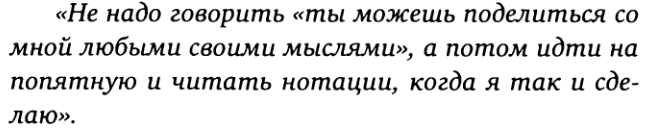 «Не надо говорить «ты можешь поделиться со
мной любыми своими мыслями», а потом идти на
попятную и читать нотации, когда я так и сде-
лаю».